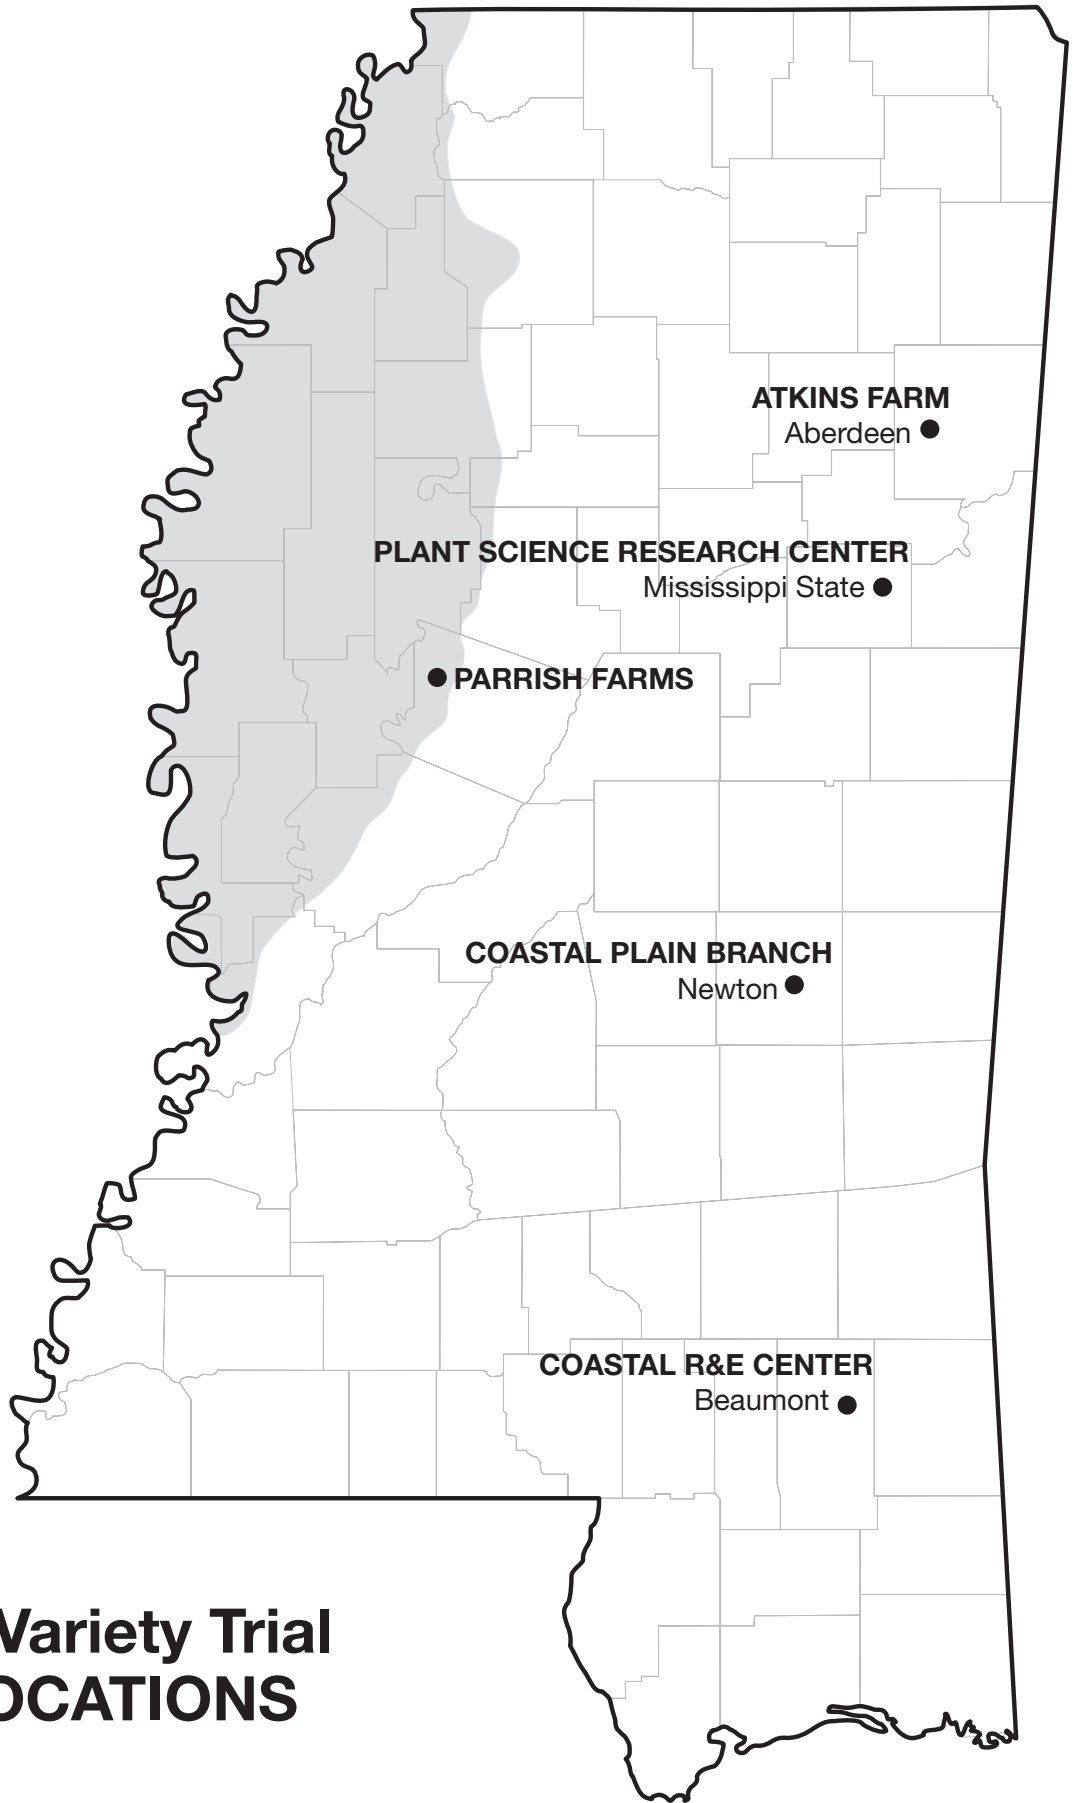 ATKINS FARM
Aberdeen
PLANT SCIENCE RESEARCH CENTER
Mississippi State
PARRISH FARMS
COASTAL PLAIN BRANCH
Newton
COASTAL R&E CENTER
Beaumont
Variety Trial
OCATIONS